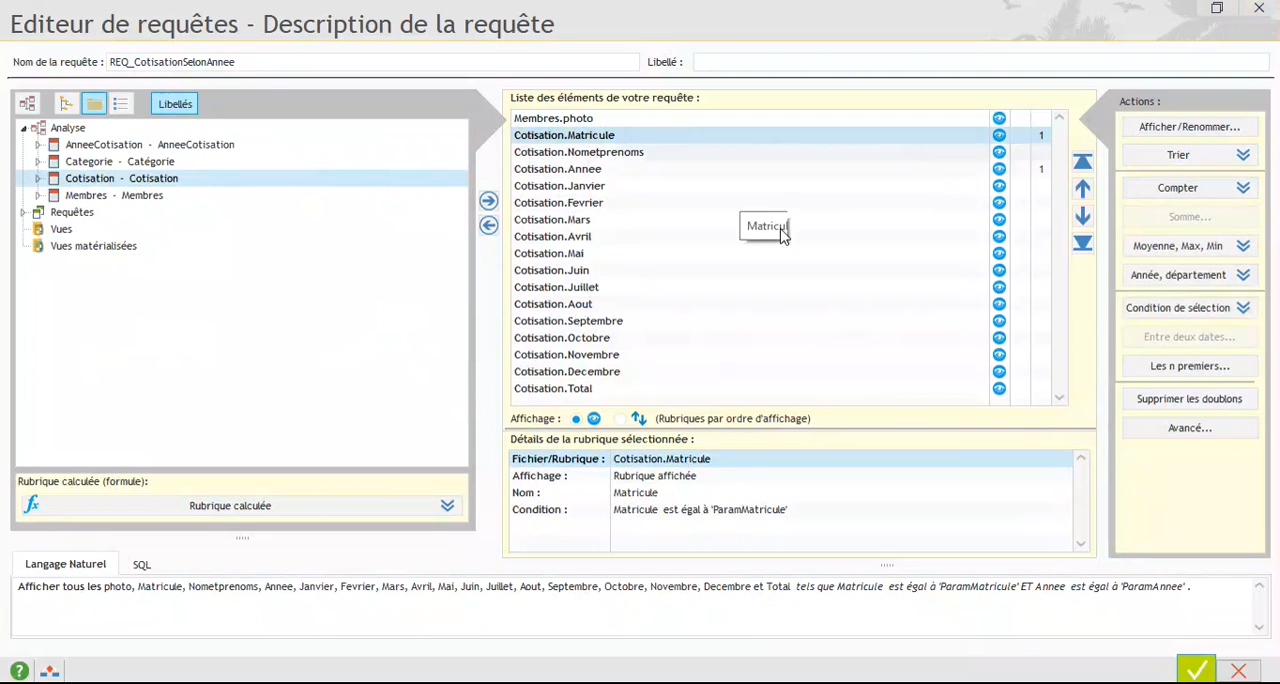 Editeur de requêtes - Description de la requête
Nom de la requête : REQ_CotisationSelonAnnee
Libellé :
Libellés
Analyse
AnneeCotisation - AnneeCotisation
Categorie - Catégorie
Cotisation - Cotisation
Membres - Membres
Requêtes
Vues
Vues matérialisées
Rubrique calculée (formule):
fx Rubrique calculée
Liste des éléments de votre requête :
Membres.photo
Cotisation.Matricule 1
Cotisation.Nometprenoms
Cotisation.Annee 1
Cotisation.Janvier
Cotisation.Fevrier
Cotisation.Mars
Matricul
Cotisation.Avril
Cotisation.Mai
Cotisation.Juin
Cotisation.Juillet
Cotisation.Aout
Cotisation.Septembre
Cotisation.Octobre
Cotisation.Novembre
Cotisation.Decembre
Cotisation.Total
Affichage : (Rubriques par ordre d'affichage)
Détails de la rubrique sélectionnée :
Fichier/Rubrique : Cotisation.Matricule
Affichage : Rubrique affichée
Nom : Matricule
Condition : Matricule est égal à 'ParamMatricule'
Actions :
Afficher/Renommer...
Trier
Compter
Somme...
Moyenne, Max, Min
Année, département
Condition de sélection
Entre deux dates...
Les n premiers...
Supprimer les doublons
Avancé...
Langage Naturel SQL
Afficher tous les photo, Matricule, Nometprenoms, Annee, Janvier, Fevrier, Mars, Avril, Mai, Juin, Juillet, Aout, Septembre, Octobre, Novembre, Decembre et Total tels que Matricule est égal à 'ParamMatricule' ET Annee est égal à 'ParamAnnee' .
?